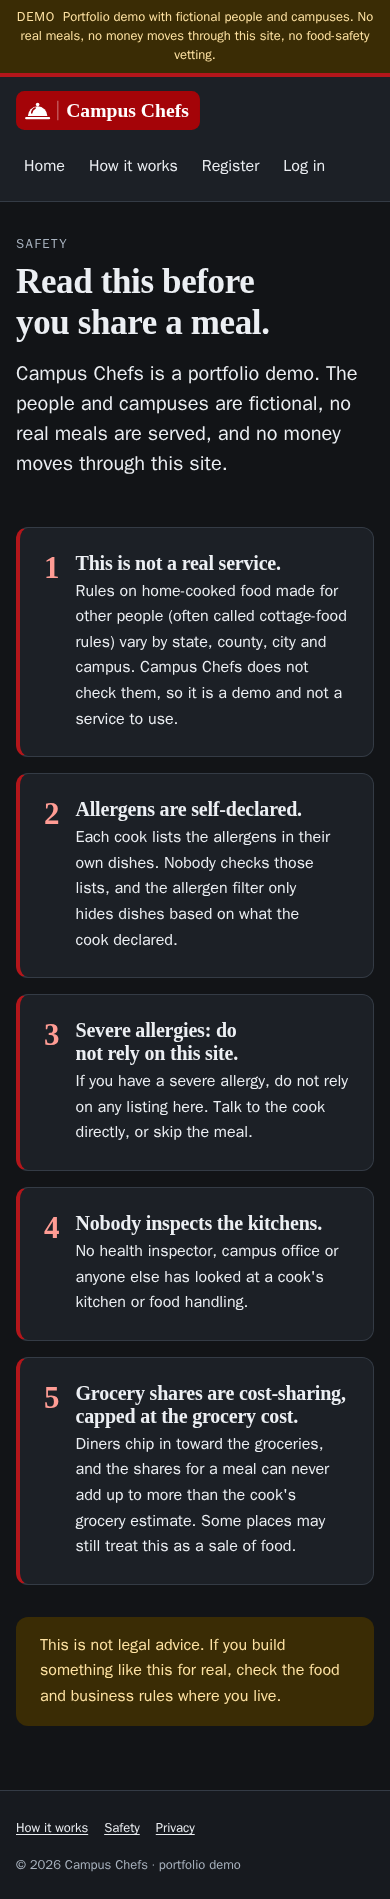 DEMO Portfolio demo with fictional people and campuses. No
real meals, no money moves through this site, no food-safety
vetting.
Campus Chefs
Home How it works Register Log in
SAFETY
Read this before
you share a meal.
Campus Chefs is a portfolio demo. The
people and campuses are fictional, no
real meals are served, and no money
moves through this site.
1 This is not a real service.
Rules on home-cooked food made for
other people (often called cottage-food
rules) vary by state, county, city and
campus. Campus Chefs does not
check them, so it is a demo and not a
service to use.
2 Allergens are self-declared.
Each cook lists the allergens in their
own dishes. Nobody checks those
lists, and the allergen filter only
hides dishes based on what the
cook declared.
3 Severe allergies: do
not rely on this site.
If you have a severe allergy, do not rely
on any listing here. Talk to the cook
directly, or skip the meal.
4 Nobody inspects the kitchens.
No health inspector, campus office or
anyone else has looked at a cook's
kitchen or food handling.
5 Grocery shares are cost-sharing,
capped at the grocery cost.
Diners chip in toward the groceries,
and the shares for a meal can never
add up to more than the cook's
grocery estimate. Some places may
still treat this as a sale of food.
This is not legal advice. If you build
something like this for real, check the food
and business rules where you live.
How it works Safety Privacy
© 2026 Campus Chefs · portfolio demo